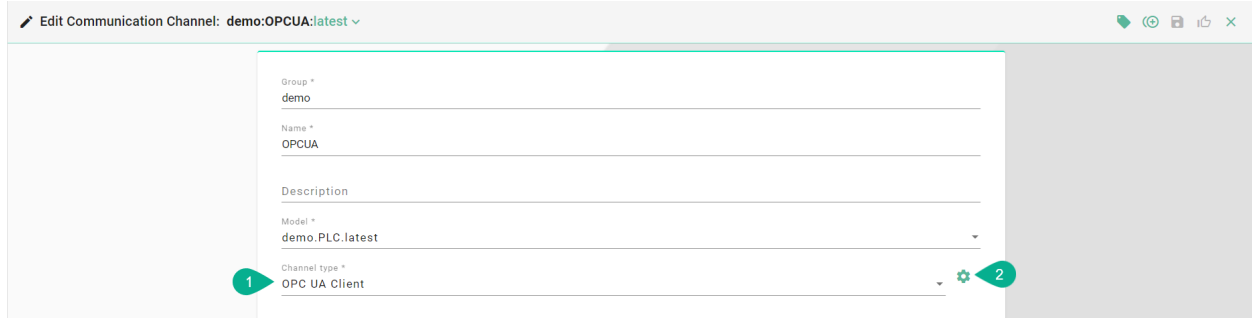 Edit Communication Channel: demo:OPCUA:latest
Group *
demo
Name *
OPCUA
Description
Model *
demo.PLC.latest
Channel type *
1
OPC UA Client
2